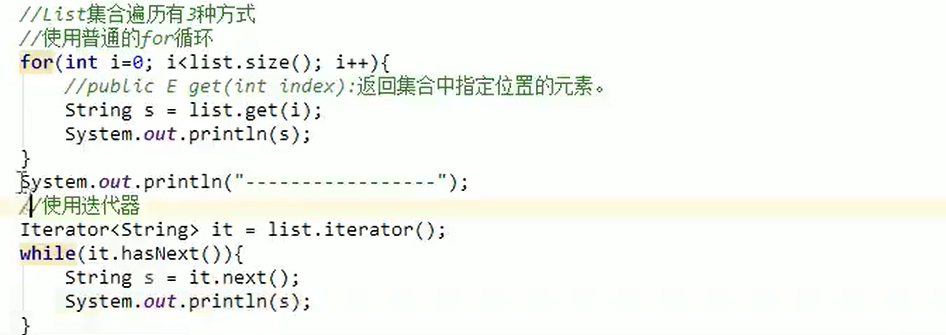 //List集合遍历有3种方式
//使用普通的for循环
for(int i=0; i<list.size(); i++){
    //public E get(int index):返回集合中指定位置的元素。
    String s = list.get(i);
    System.out.println(s);
}
System.out.println("-----------------");
//使用迭代器
Iterator<String> it = list.iterator();
while(it.hasNext()){
    String s = it.next();
    System.out.println(s);
}